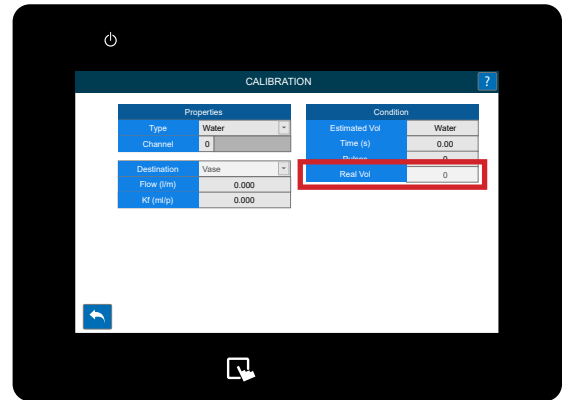 CALIBRATION ?
Properties
Type Water
Channel 0
Destination Vase
Flow (l/m) 0.000
Kf (ml/p) 0.000
Condition
Estimated Vol Water
Time (s) 0.00
Pulses 0
Real Vol 0